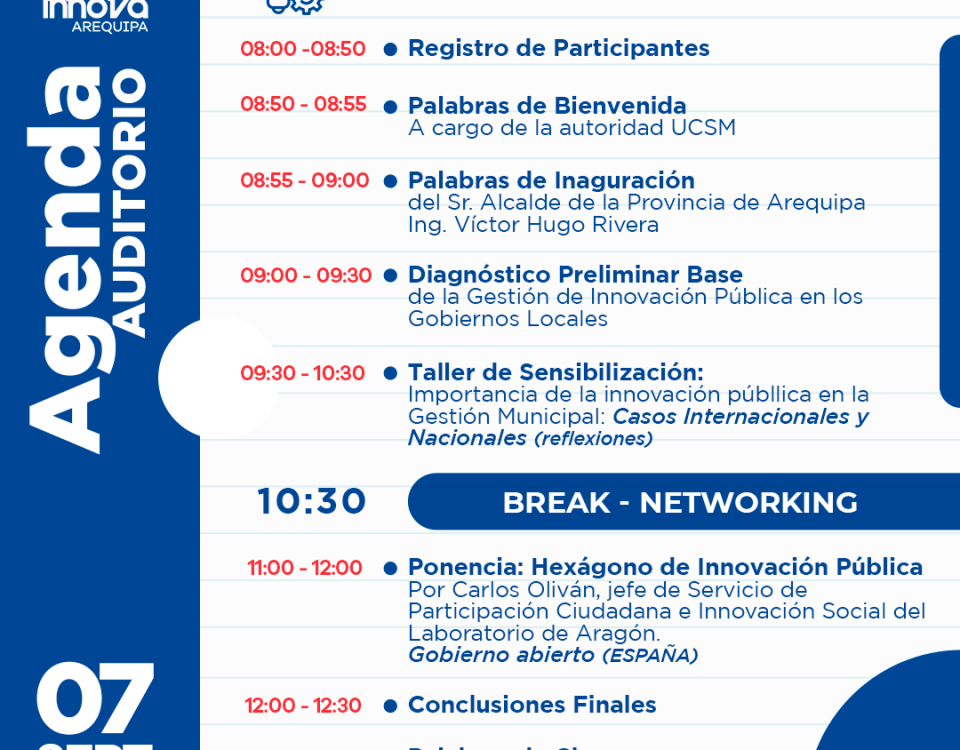 innova
AREQUIPA
Agenda
AUDITORIO
08:00 -08:50 Registro de Participantes
08:50 - 08:55 Palabras de Bienvenida
A cargo de la autoridad UCSM
08:55 - 09:00 Palabras de Inaguración
del Sr. Alcalde de la Provincia de Arequipa
Ing. Víctor Hugo Rivera
09:00 - 09:30 Diagnóstico Preliminar Base
de la Gestión de Innovación Pública en los
Gobiernos Locales
09:30 - 10:30 Taller de Sensibilización:
Importancia de la innovación públlica en la
Gestión Municipal: Casos Internacionales y
Nacionales (reflexiones)
10:30 BREAK - NETWORKING
11:00 - 12:00 Ponencia: Hexágono de Innovación Pública
Por Carlos Oliván, jefe de Servicio de
Participación Ciudadana e Innovación Social del
Laboratorio de Aragón.
Gobierno abierto (ESPAÑA)
12:00 - 12:30 Conclusiones Finales
07